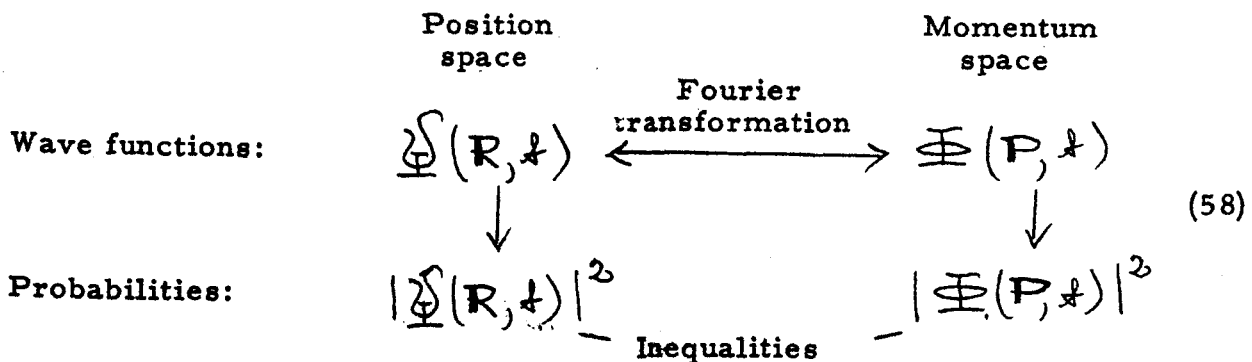 Position Momentum
space space
Fourier
transformation
Wave functions: Ψ(R, t) ⟷ Φ(P, t)
(58)
Probabilities: |Ψ(R, t)|² |Φ(P, t)|²
— Inequalities —